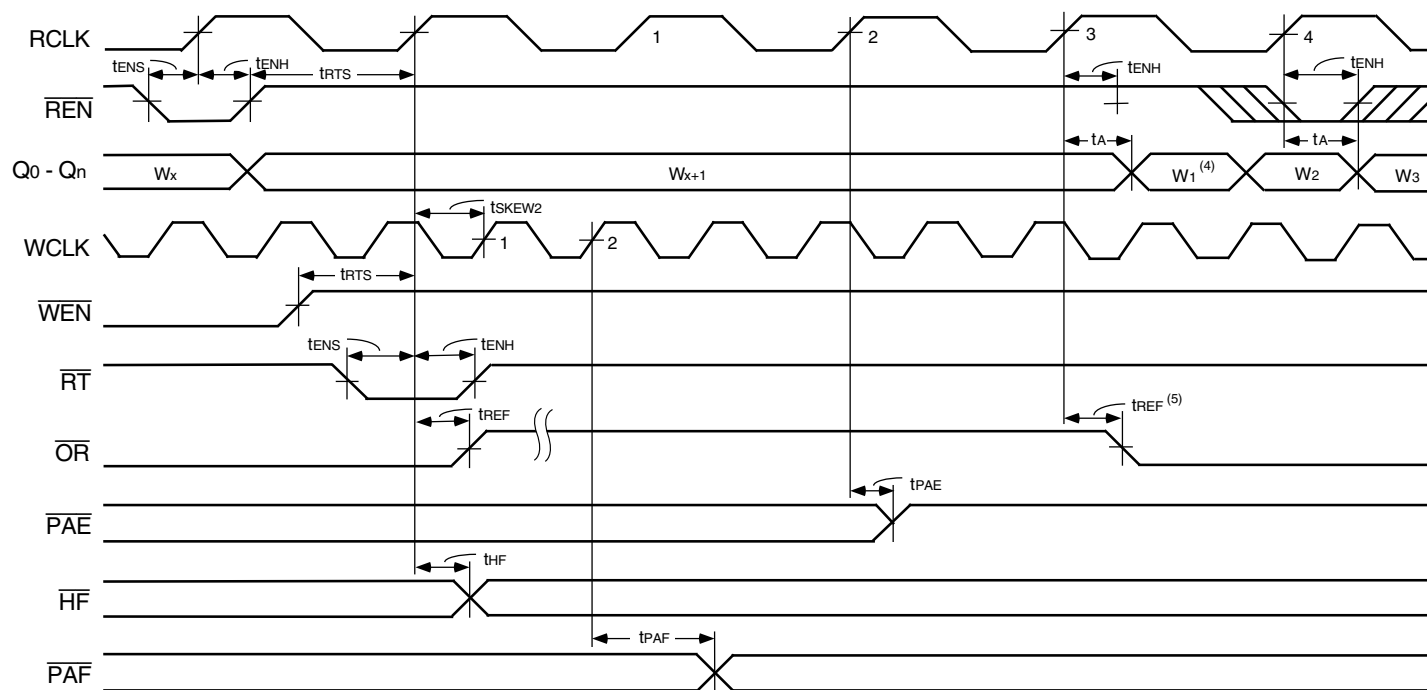 RCLK 1 2 3 4
tENS tENH tRTS tENH tENH
REN
tA tA
Q0 - Qn Wx Wx+1 W1 (4) W2 W3
tSKEW2
WCLK 1 2
tRTS
WEN
tENS tENH
RT
tREF tREF (5)
OR
tPAE
PAE
tHF
HF
tPAF
PAF